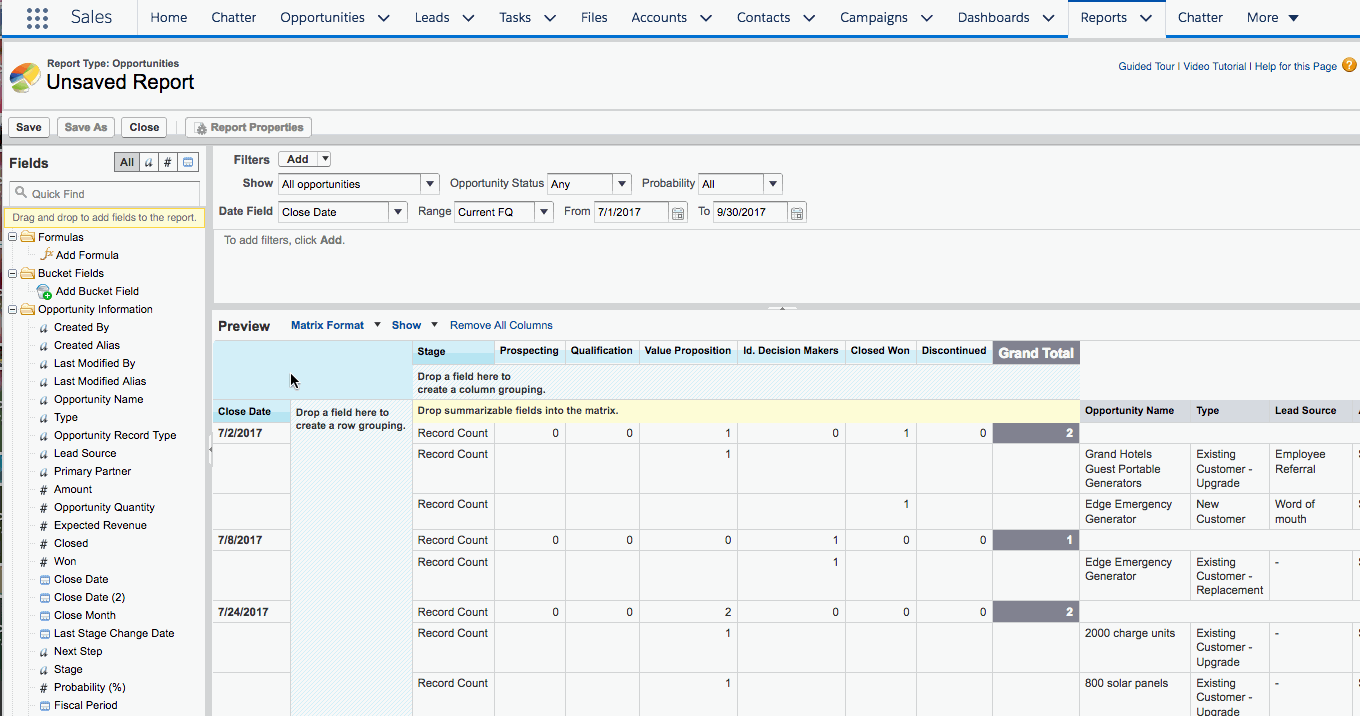 Sales Home Chatter Opportunities Leads Tasks Files Accounts Contacts Campaigns Dashboards Reports Chatter More
Report Type: Opportunities
Unsaved Report
Guided Tour | Video Tutorial | Help for this Page ?
Save Save As Close Report Properties
Fields All a #
Quick Find
Drag and drop to add fields to the report.
Formulas
fx Add Formula
Bucket Fields
Add Bucket Field
Opportunity Information
a Created By
a Created Alias
a Last Modified By
a Last Modified Alias
a Opportunity Name
a Type
a Opportunity Record Type
a Lead Source
a Primary Partner
# Amount
# Opportunity Quantity
# Expected Revenue
# Closed
# Won
Close Date
Close Date (2)
Close Month
Last Stage Change Date
a Next Step
a Stage
# Probability (%)
Fiscal Period
Filters Add
Show All opportunities Opportunity Status Any Probability All
Date Field Close Date Range Current FQ From 7/1/2017 To 9/30/2017
To add filters, click Add.
Preview Matrix Format Show Remove All Columns
Stage Prospecting Qualification Value Proposition Id. Decision Makers Closed Won Discontinued Grand Total
Drop a field here to
create a column grouping.
Close Date Drop a field here to
create a row grouping.
Drop summarizable fields into the matrix. Opportunity Name Type Lead Source
7/2/2017 Record Count 0 0 1 0 1 0 2
Record Count 1 Grand Hotels Existing Employee
Guest Portable Customer - Referral
Generators Upgrade
Record Count 1 Edge Emergency New Word of
Generator Customer mouth
7/8/2017 Record Count 0 0 0 1 0 0 1
Record Count 1 Edge Emergency Existing -
Generator Customer -
Replacement
7/24/2017 Record Count 0 0 2 0 0 0 2
Record Count 1 2000 charge units Existing -
Customer -
Upgrade
Record Count 1 800 solar panels Existing -
Customer -
Upgrade